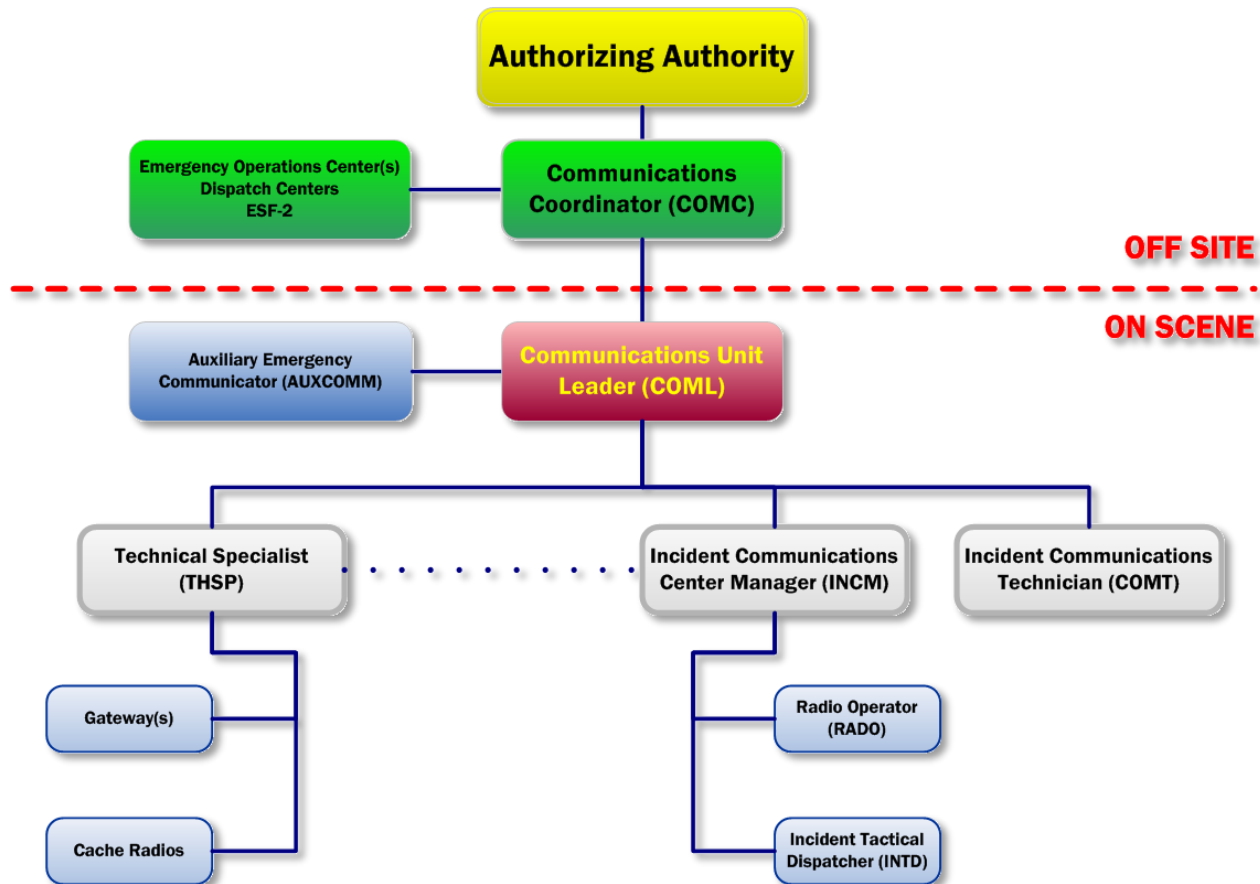 Authorizing Authority
Emergency Operations Center(s)
Dispatch Centers
ESF-2
Communications
Coordinator (COMC)
OFF SITE
ON SCENE
Auxiliary Emergency
Communicator (AUXCOMM)
Communications Unit
Leader (COML)
Technical Specialist
(THSP)
Incident Communications
Center Manager (INCM)
Incident Communications
Technician (COMT)
Gateway(s)
Radio Operator
(RADO)
Cache Radios
Incident Tactical
Dispatcher (INTD)